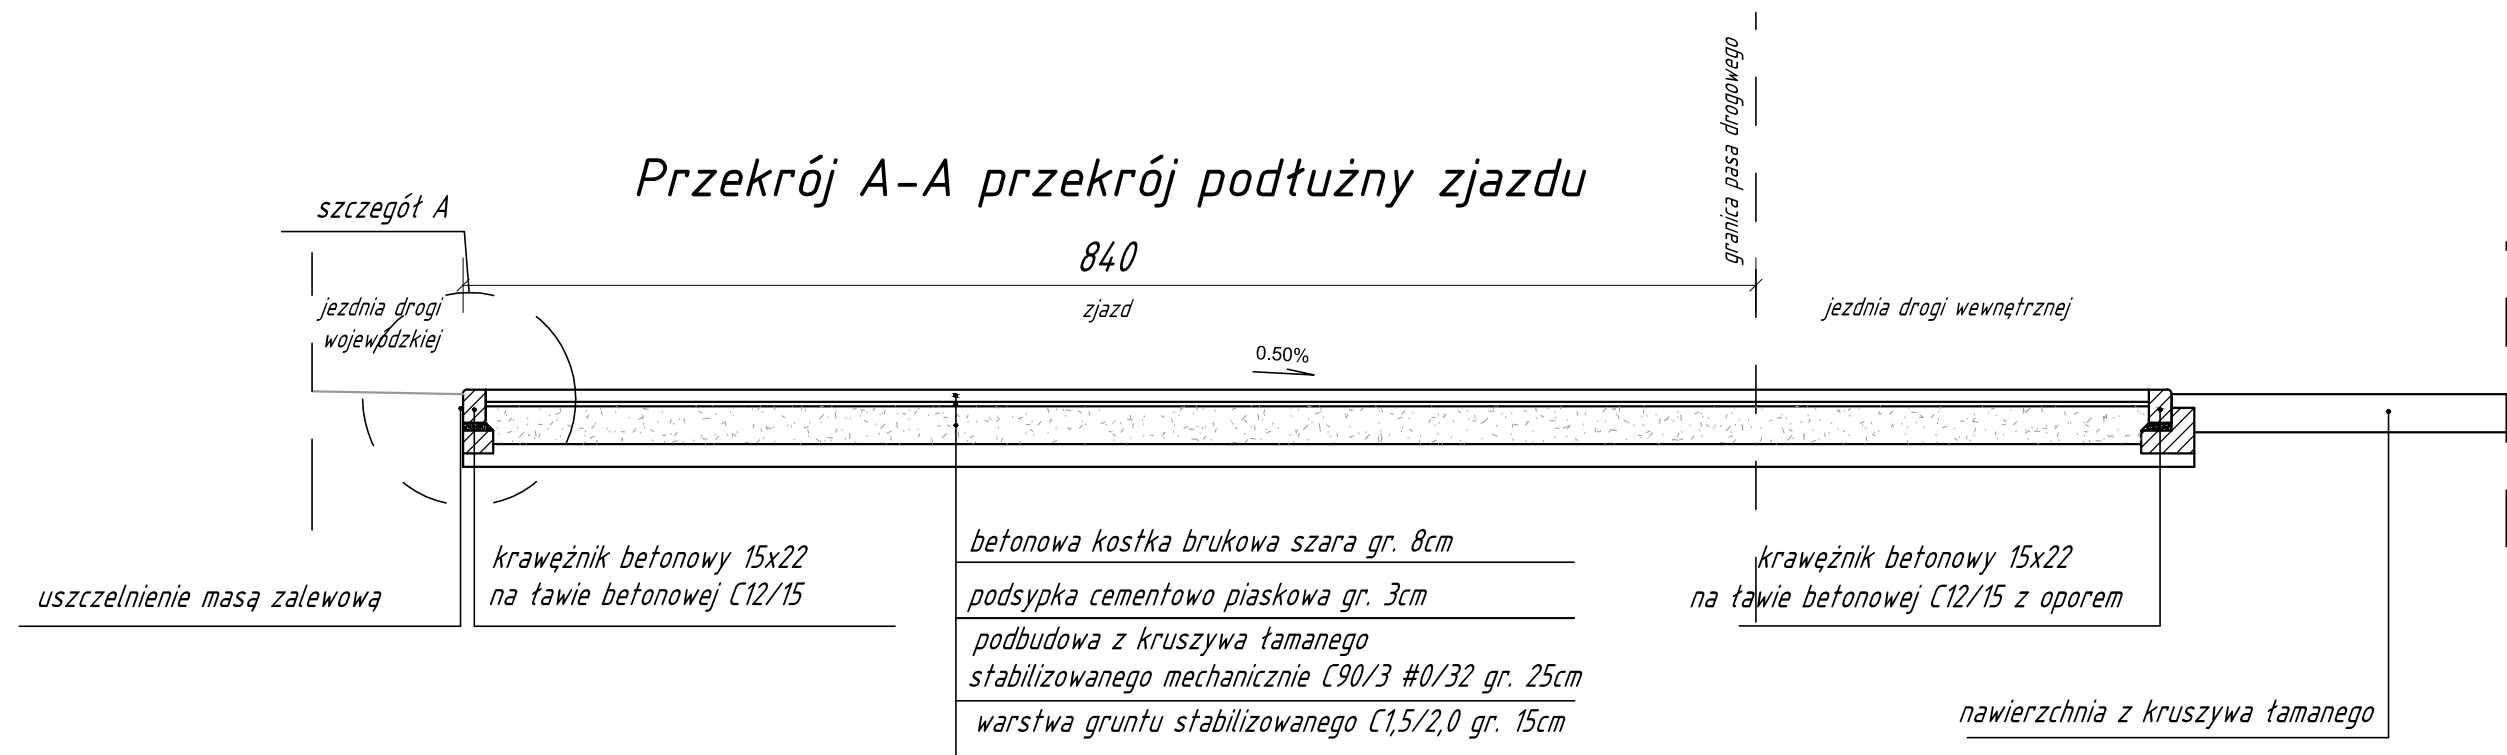 granica pasa drogowego
Przekrój A-A przekrój podłużny zjazdu
szczegół A
840
jezdnia drogi
wojewódzkiej
zjazd
jezdnia drogi wewnętrznej
0.50%
krawężnik betonowy 15x22
na ławie betonowej C12/15
uszczelnienie masą zalewową
betonowa kostka brukowa szara gr. 8cm
podsypka cementowo piaskowa gr. 3cm
podbudowa z kruszywa łamanego
stabilizowanego mechanicznie C90/3 #0/32 gr. 25cm
warstwa gruntu stabilizowanego C1,5/2,0 gr. 15cm
krawężnik betonowy 15x22
na ławie betonowej C12/15 z oporem
nawierzchnia z kruszywa łamanego